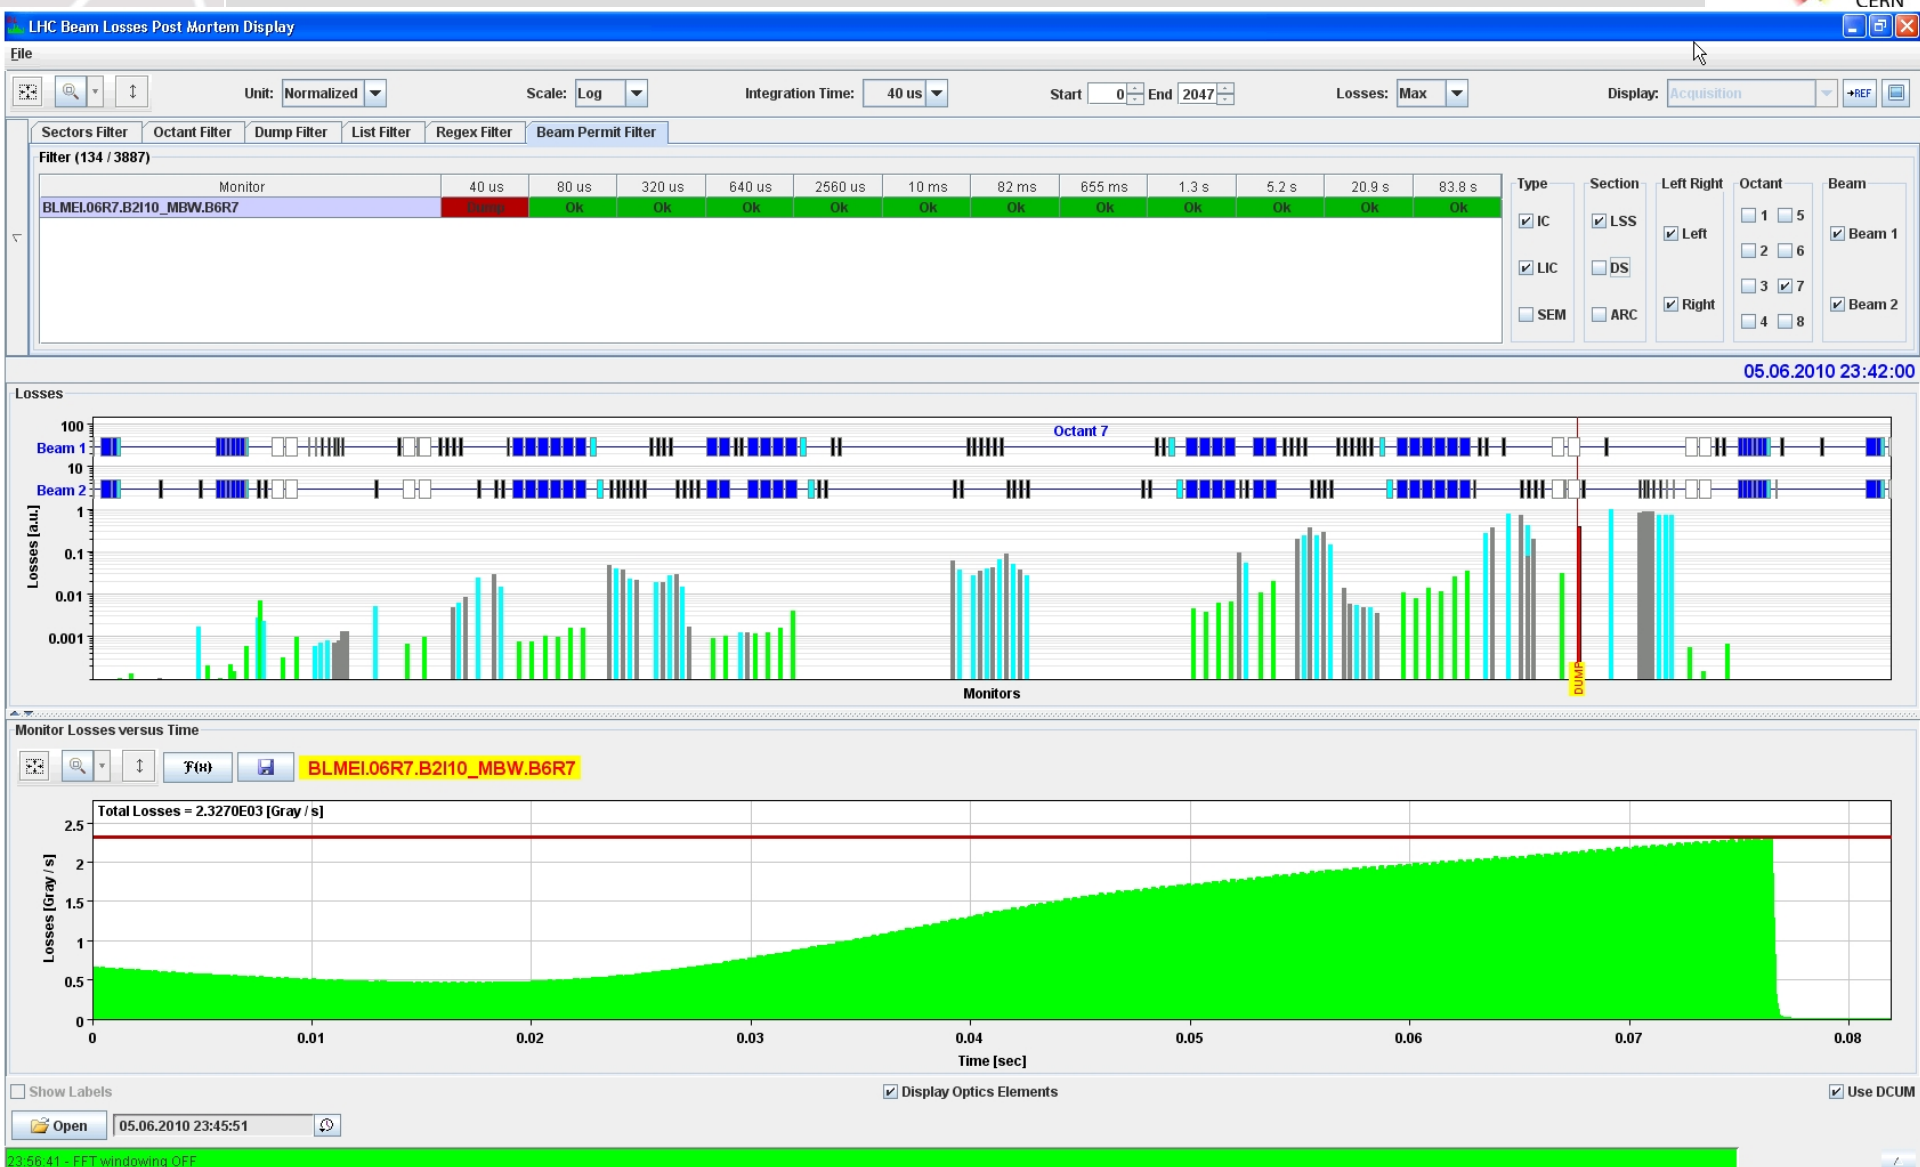 CERN
LHC Beam Losses Post Mortem Display
File
Unit: Normalized Scale: Log Integration Time: 40 us Start 0 End 2047 Losses: Max Display: Acquisition →REF
Sectors Filter Octant Filter Dump Filter List Filter Regex Filter Beam Permit Filter
Filter (134 / 3887)
Monitor 40 us 80 us 320 us 640 us 2560 us 10 ms 82 ms 655 ms 1.3 s 5.2 s 20.9 s 83.8 s
BLMEI.06R7.B2I10_MBW.B6R7 Dump Ok Ok Ok Ok Ok Ok Ok Ok Ok Ok Ok
Type Section Left Right Octant Beam
IC LSS Left 1 5 Beam 1
2 6
LIC DS 3 7
Right Beam 2
SEM ARC 4 8
05.06.2010 23:42:00
Losses
Octant 7
Beam 1
Beam 2
Losses [a.u.]
100
10
1
0.1
0.01
0.001
DUMP
Monitors
Monitor Losses versus Time
F(x) BLMEI.06R7.B2I10_MBW.B6R7
Total Losses = 2.3270E03 [Gray / s]
Losses [Gray / s]
2.5
2
1.5
1
0.5
0
0 0.01 0.02 0.03 0.04 0.05 0.06 0.07 0.08
Time [sec]
Show Labels Display Optics Elements Use DCUM
Open 05.06.2010 23:45:51
23:56:41 - FFT windowing OFF